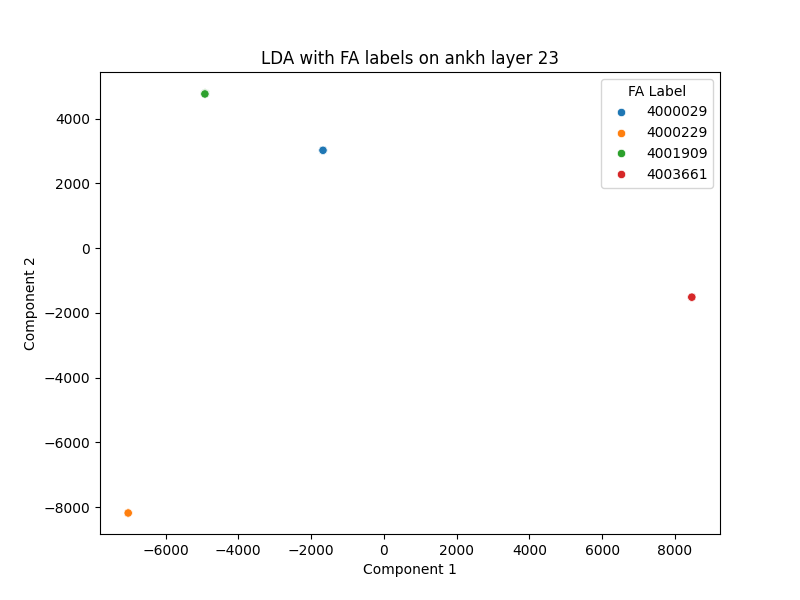 LDA with FA labels on ankh layer 23
FA Label
4000029
4000229
4001909
4003661
Component 2
4000
2000
0
−2000
−4000
−6000
−8000
−6000 −4000 −2000 0 2000 4000 6000 8000
Component 1